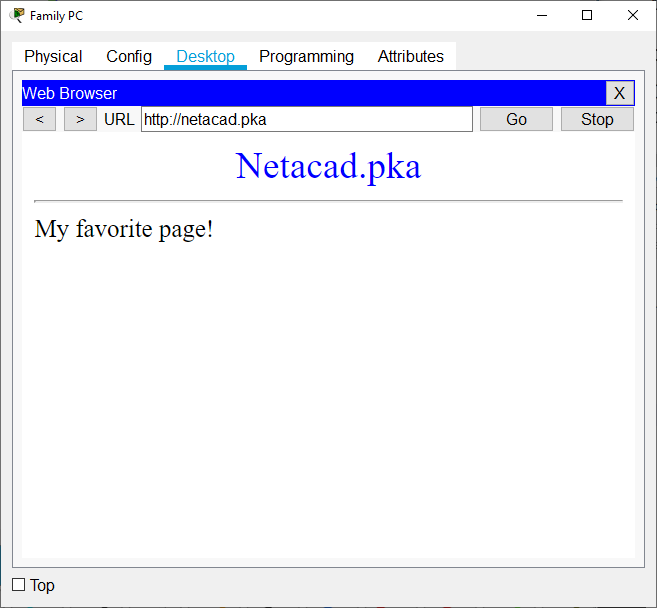 Family PC
Physical Config Desktop Programming Attributes
Web Browser X
< > URL http://netacad.pka Go Stop
Netacad.pka
My favorite page!
Top